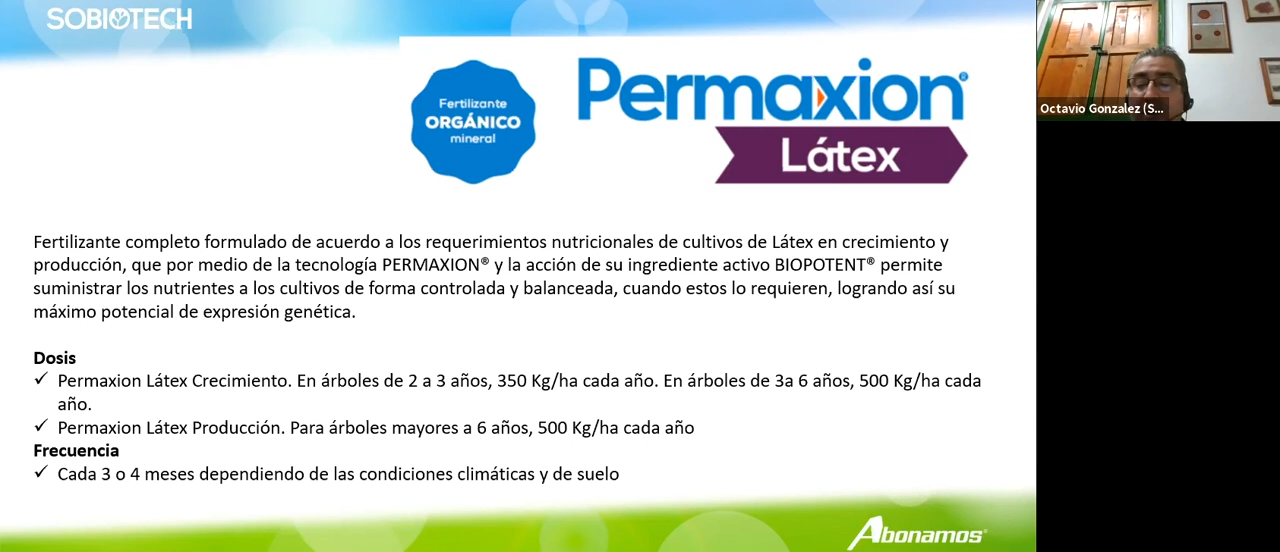 SOBIOTECH
Fertilizante
ORGÁNICO
mineral
Permaxion®
Látex
Octavio Gonzalez (S...
Fertilizante completo formulado de acuerdo a los requerimientos nutricionales de cultivos de Látex en crecimiento y
producción, que por medio de la tecnología PERMAXION® y la acción de su ingrediente activo BIOPOTENT® permite
suministrar los nutrientes a los cultivos de forma controlada y balanceada, cuando estos lo requieren, logrando así su
máximo potencial de expresión genética.
Dosis
✓ Permaxion Látex Crecimiento. En árboles de 2 a 3 años, 350 Kg/ha cada año. En árboles de 3a 6 años, 500 Kg/ha cada
año.
✓ Permaxion Látex Producción. Para árboles mayores a 6 años, 500 Kg/ha cada año
Frecuencia
✓ Cada 3 o 4 meses dependiendo de las condiciones climáticas y de suelo
Abonamos®